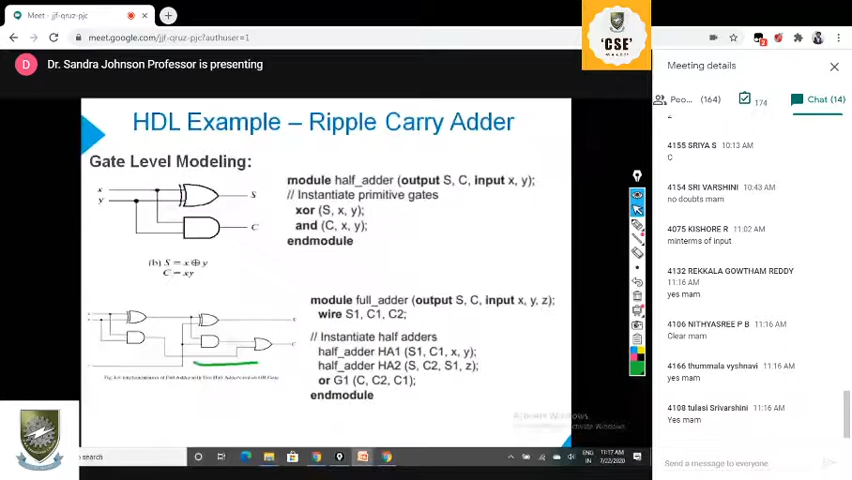 Meet - jjf-qruz-pjc
meet.google.com/jjf-qruz-pjc?authuser=1
'CSE'
D Dr. Sandra Johnson Professor is presenting
Meeting details
Peo... (164)
174
Chat (14)
HDL Example – Ripple Carry Adder
Gate Level Modeling:
x
y
S
C
(b) S = x ⊕ y
C = xy
module half_adder (output S, C, input x, y);
// Instantiate primitive gates
xor (S, x, y);
and (C, x, y);
endmodule
module full_adder (output S, C, input x, y, z);
wire S1, C1, C2;
// Instantiate half adders
half_adder HA1 (S1, C1, x, y);
half_adder HA2 (S, C2, S1, z);
or G1 (C, C2, C1);
endmodule
4155 SRIYA S 10:13 AM
C
4154 SRI VARSHINI 10:43 AM
no doubts mam
4075 KISHORE R 11:02 AM
minterms of input
4132 REKKALA GOWTHAM REDDY
11:16 AM
yes mam
4106 NITHYASREE P B 11:16 AM
Clear mam
4166 thummala vyshnavi 11:16 AM
yes mam
4108 tulasi Srivarshini 11:16 AM
Yes mam
Send a message to everyone
search
ENG
IN
11:17 AM
7/22/2020